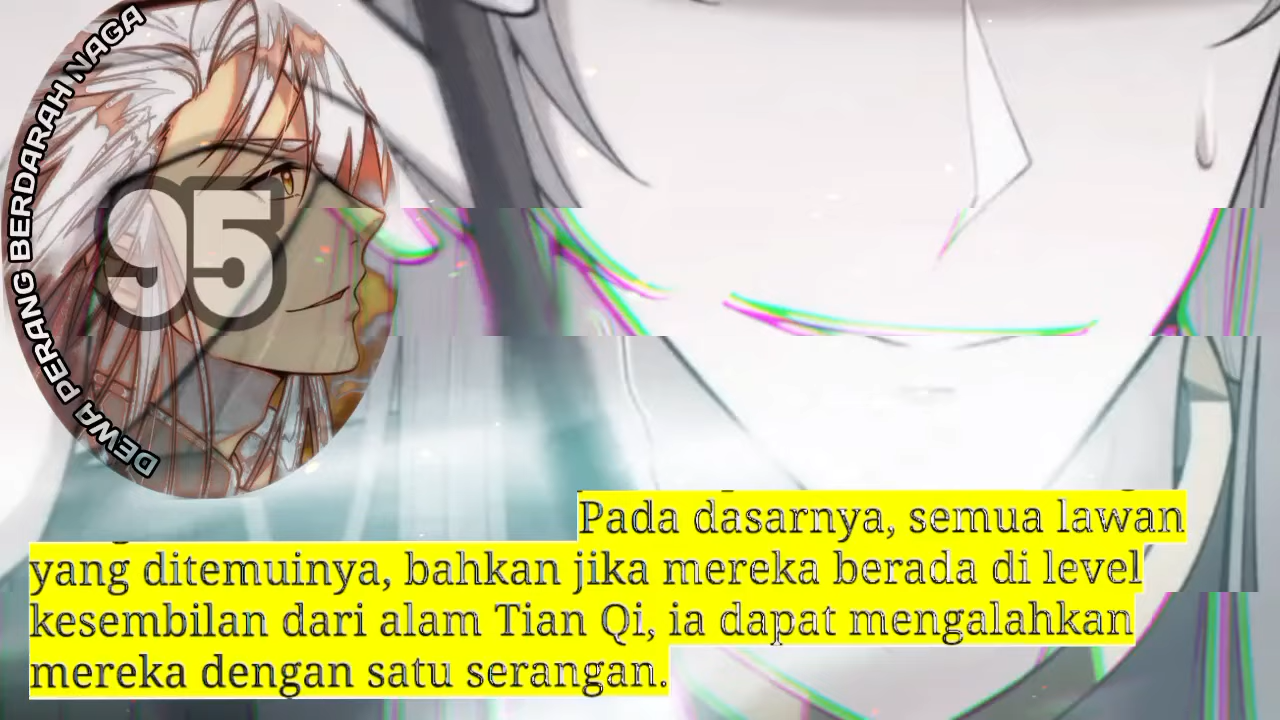 DEWA PERANG BERDARAH NAGA
95
Pada dasarnya, semua lawan
yang ditemuinya, bahkan jika mereka berada di level
kesembilan dari alam Tian Qi, ia dapat mengalahkan
mereka dengan satu serangan.